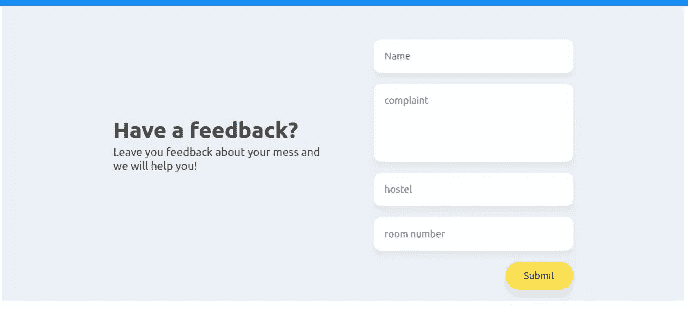 Have a feedback?
Leave you feedback about your mess and
we will help you!
Name
complaint
hostel
room number
Submit